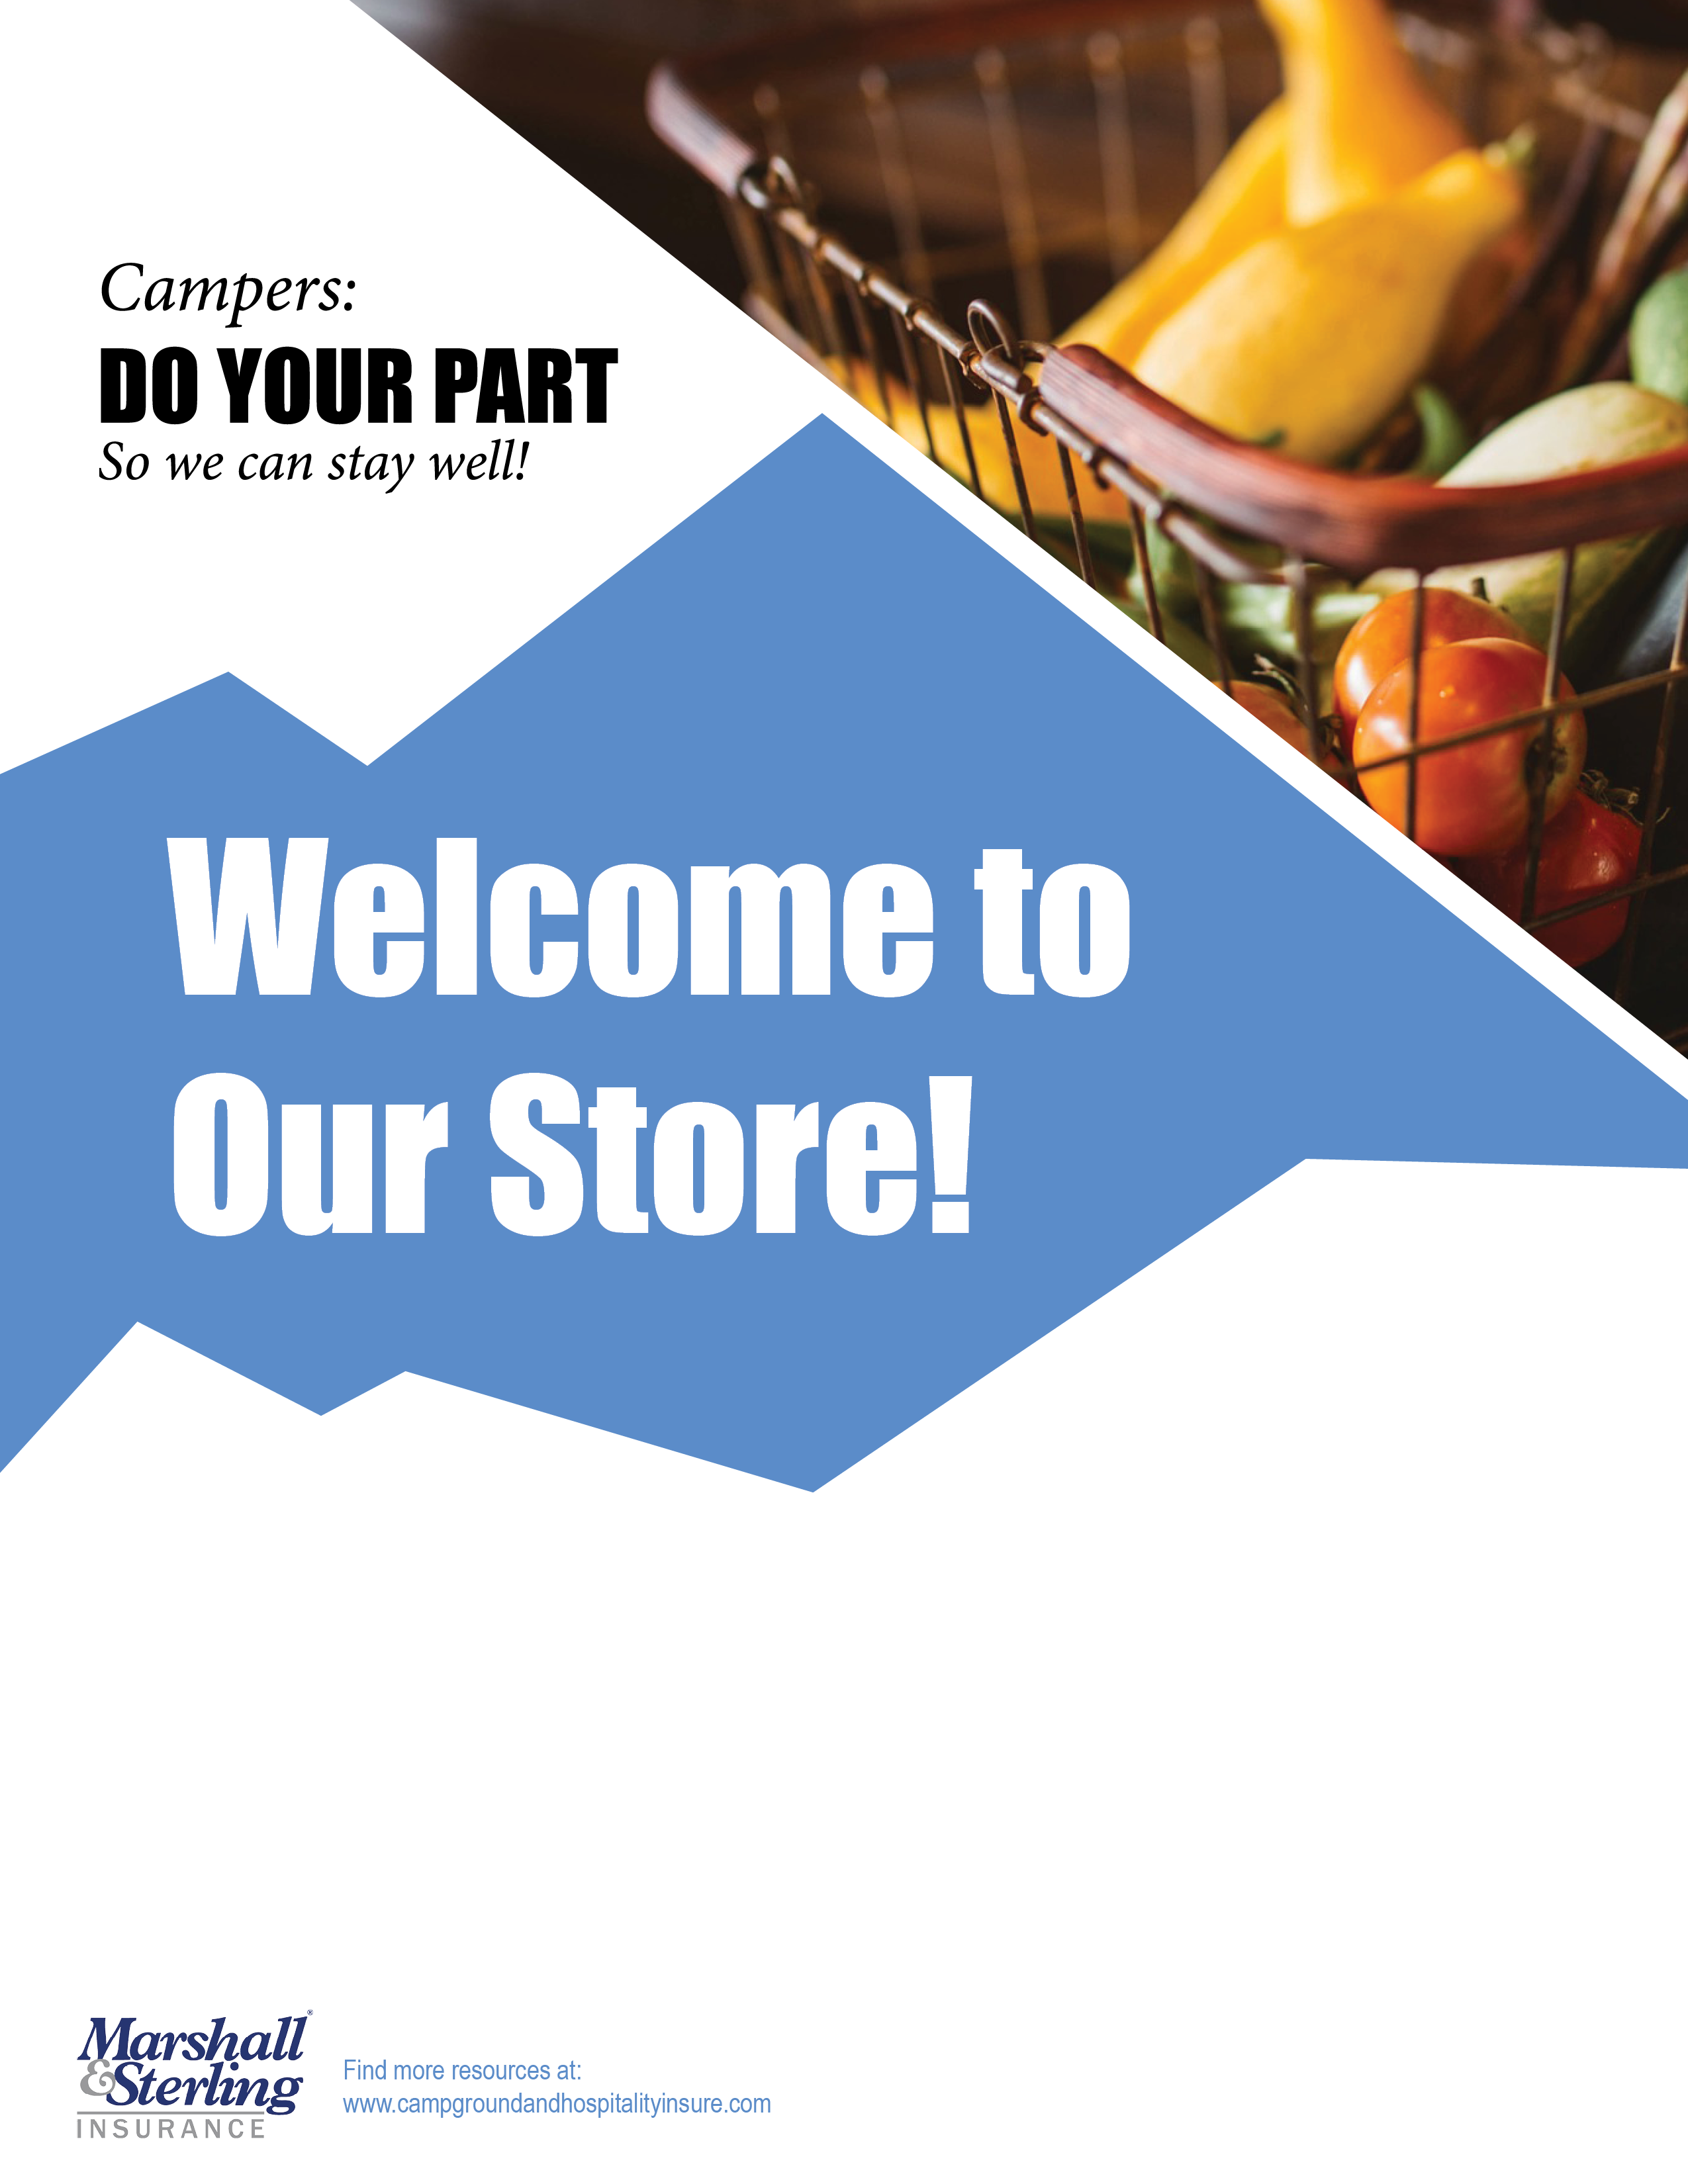 Campers:
DO YOUR PART
So we can stay well!
Welcome to
Our Store!
Marshall
&Sterling
INSURANCE
®
Find more resources at:
www.campgroundandhospitalityinsure.com